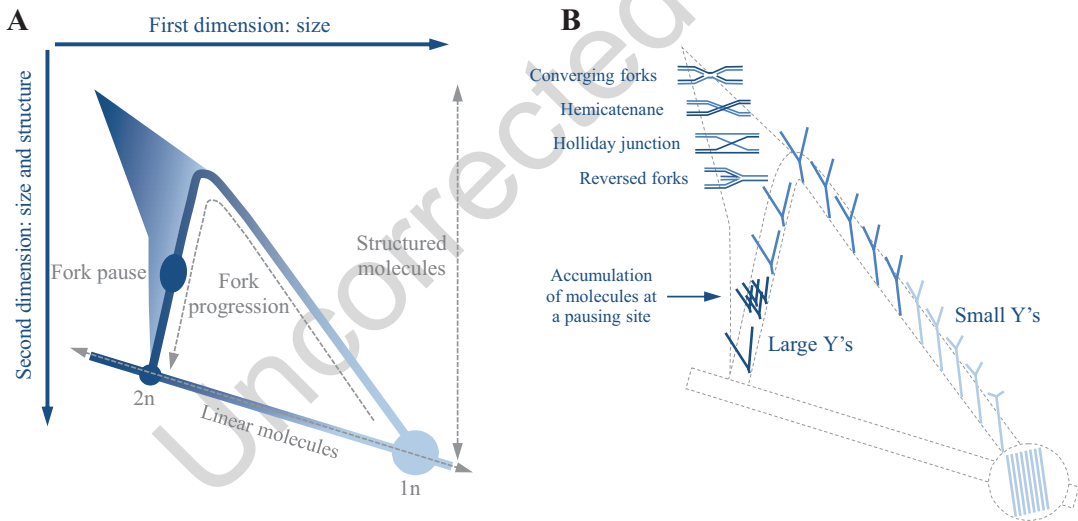 A
First dimension: size
Second dimension: size and structure
Fork pause
Fork
progression
Structured
molecules
2n
Linear molecules
1n
B
Converging forks
Hemicatenane
Holliday junction
Reversed forks
Accumulation
of molecules at
a pausing site
Large Y's
Small Y's
Uncorrected